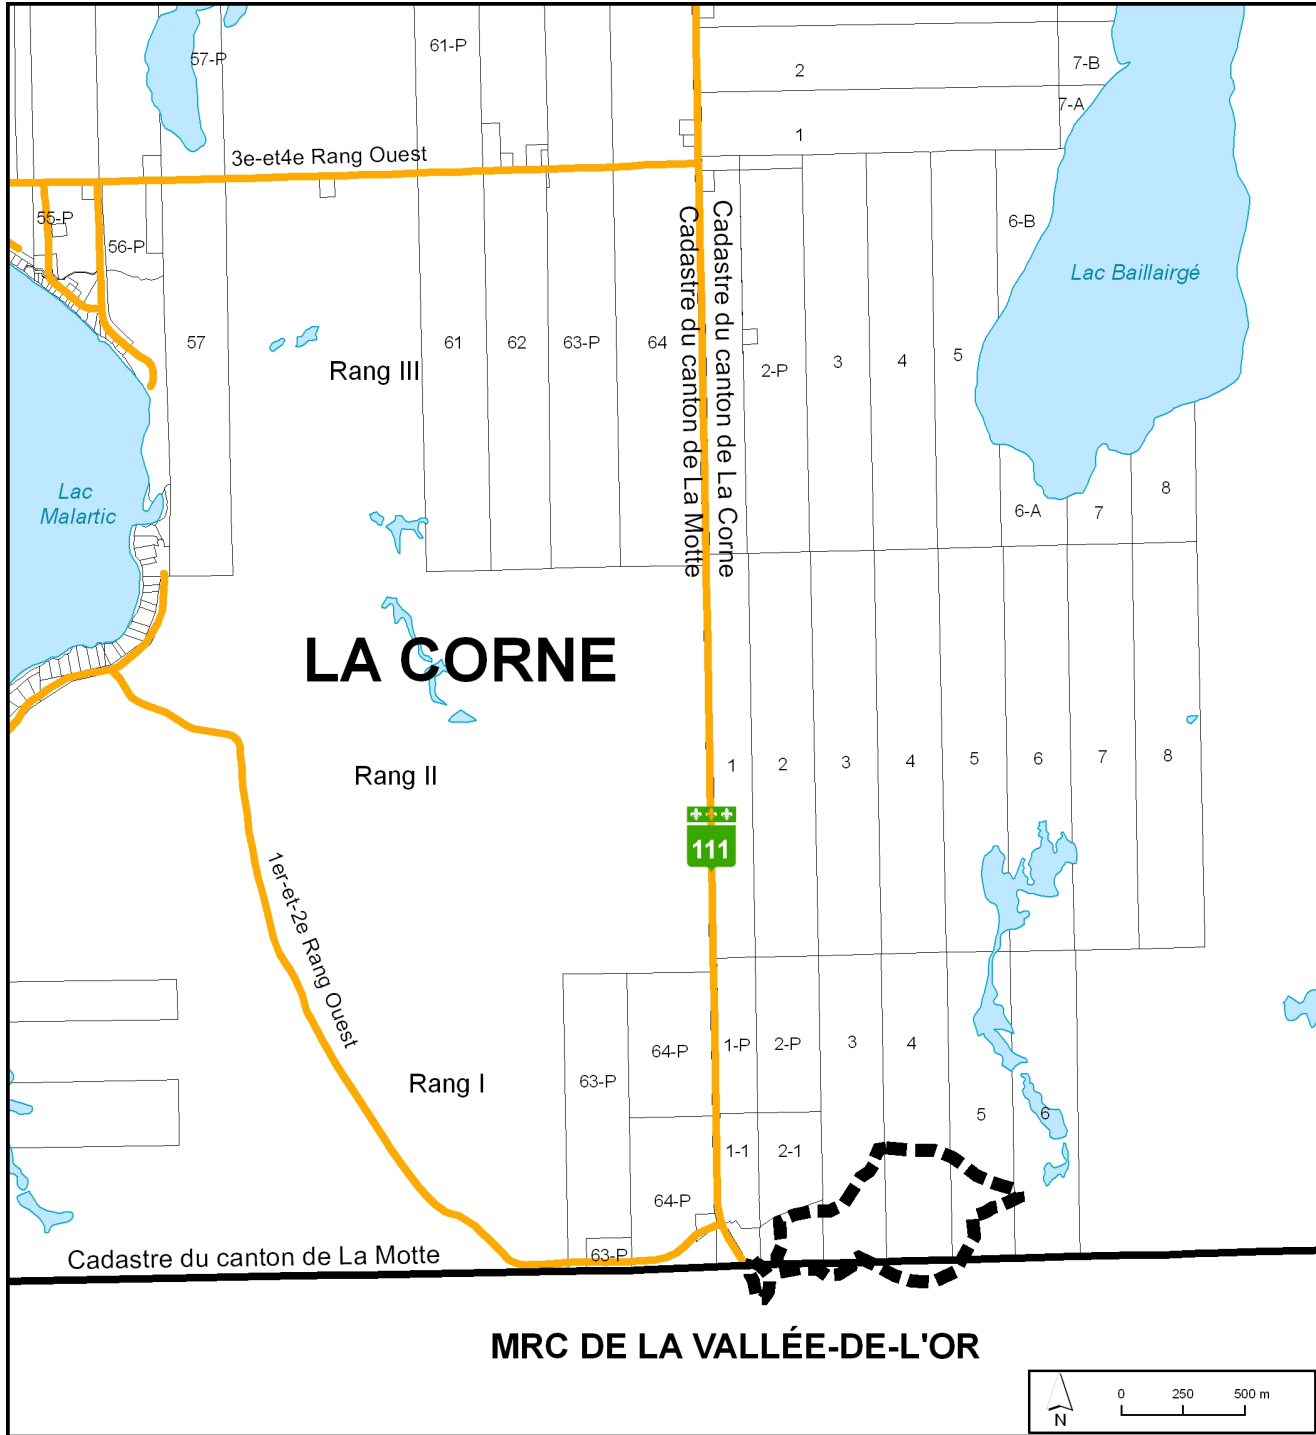 57-P
61-P
2
7-B
7-A
1
3e-et4e Rang Ouest
55-P
56-P
6-B
Lac Baillairgé
Cadastre du canton de La Motte
Cadastre du canton de La Corne
57
61
62
63-P
64
2-P
3
4
5
Rang III
Lac
Malartic
6-A
7
8
LA CORNE
Rang II
1
2
3
4
5
6
7
8
111
1er-et-2e Rang Ouest
Rang I
63-P
64-P
1-P
2-P
3
4
5
6
1-1
2-1
64-P
63-P
Cadastre du canton de La Motte
MRC DE LA VALLÉE-DE-L'OR
N
0 250 500 m